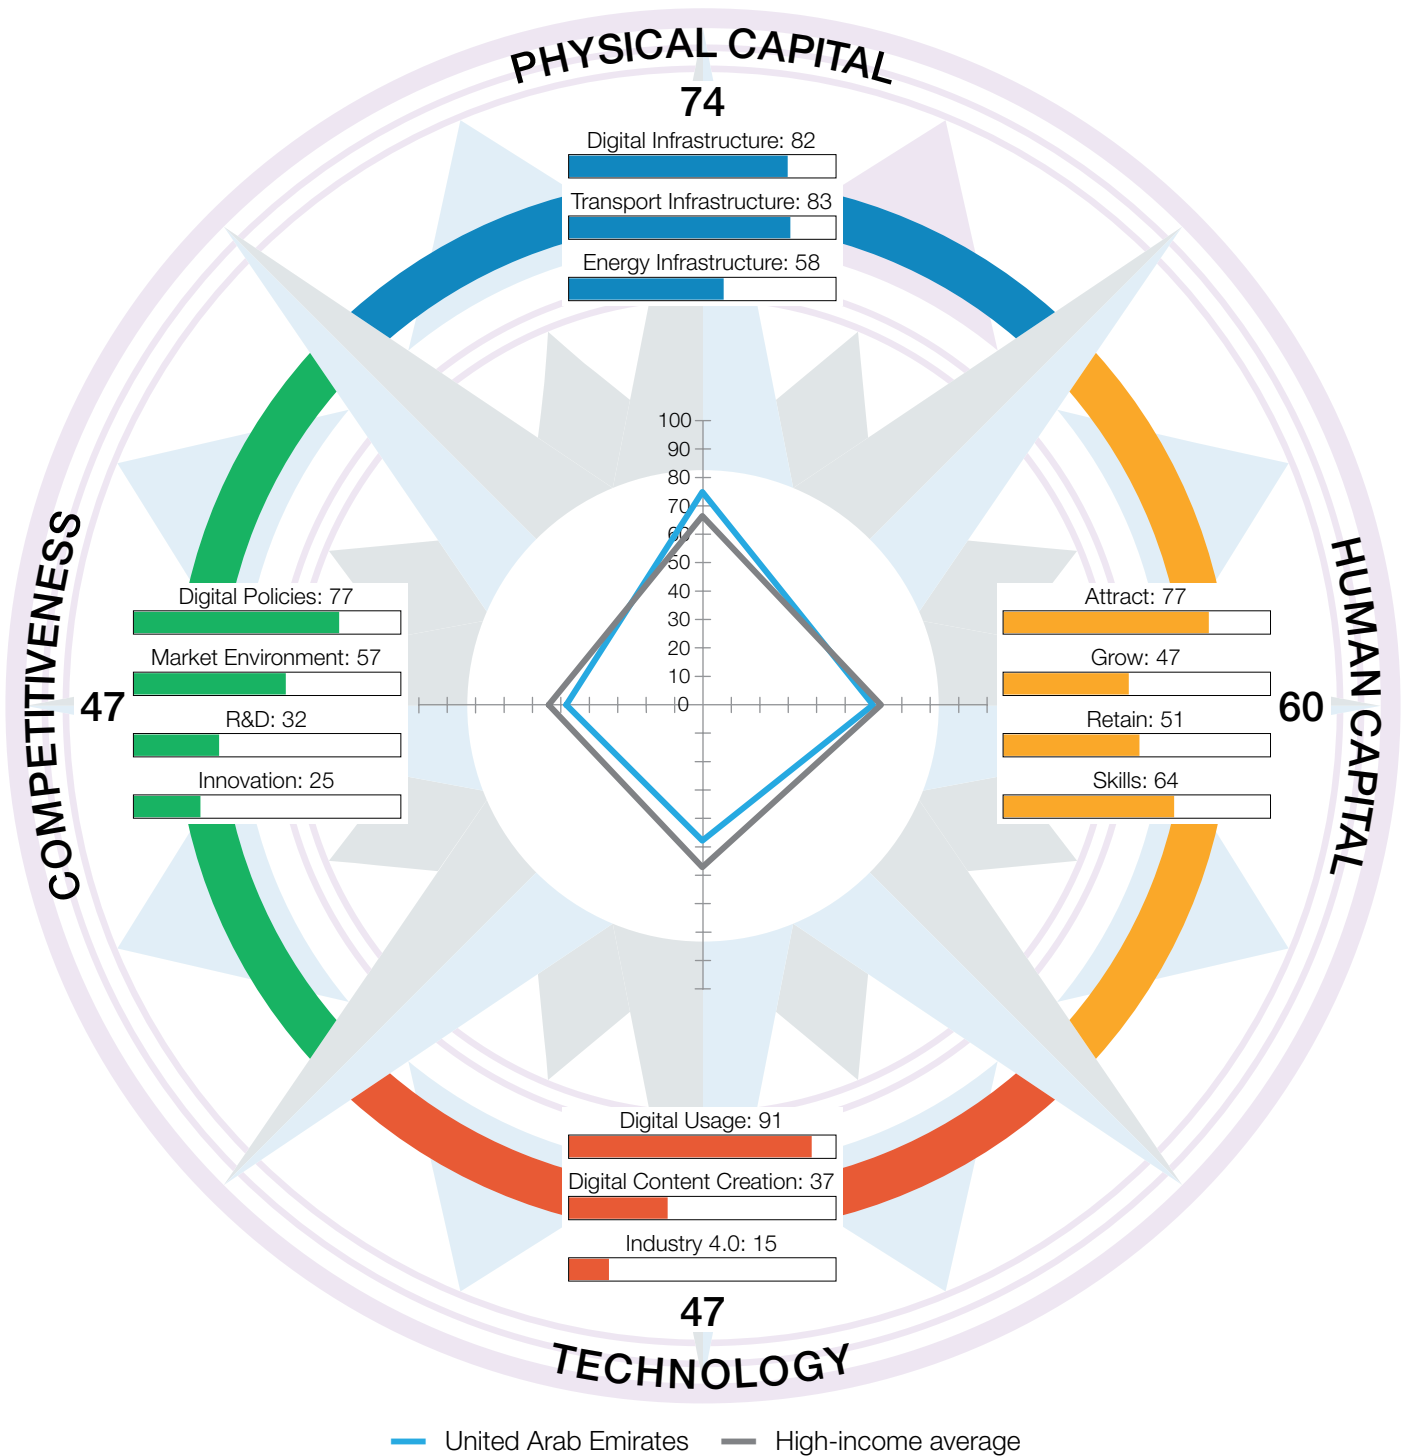 PHYSICAL CAPITAL
74
Digital Infrastructure: 82
Transport Infrastructure: 83
Energy Infrastructure: 58
100
90
80
70
60
50
40
30
20
10
0
COMPETITIVENESS
47
Digital Policies: 77
Market Environment: 57
R&D: 32
Innovation: 25
HUMAN CAPITAL
60
Attract: 77
Grow: 47
Retain: 51
Skills: 64
Digital Usage: 91
Digital Content Creation: 37
Industry 4.0: 15
47
TECHNOLOGY
United Arab Emirates
High-income average